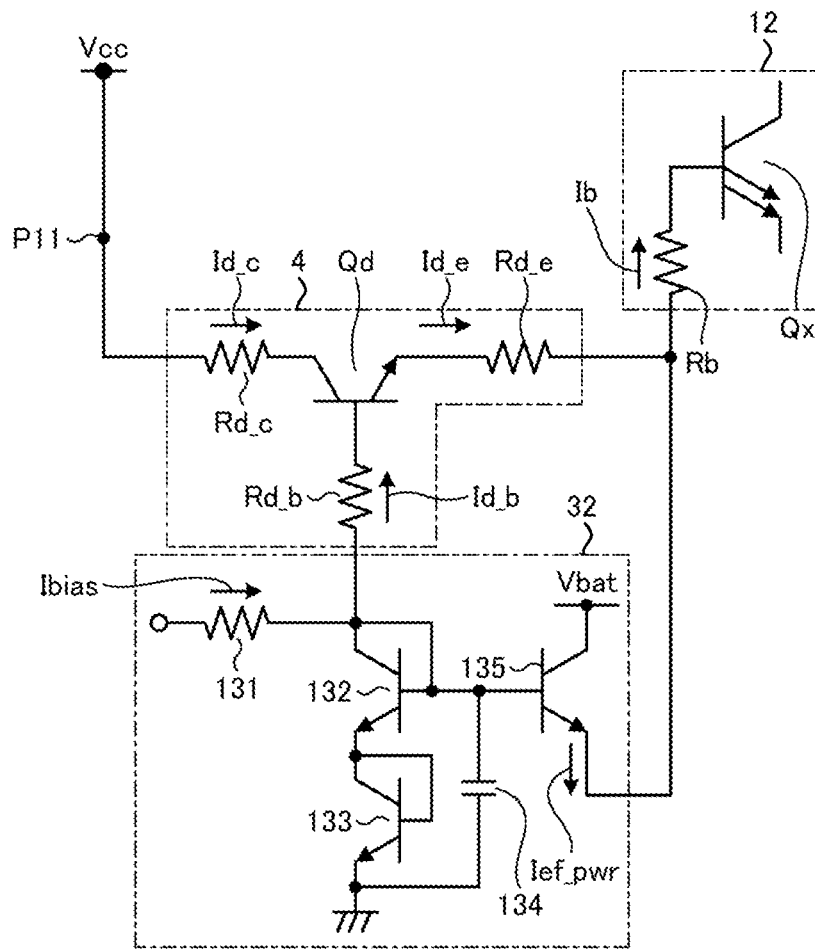 12
Vcc
Ib
P11
Id_c
4
Qd
Id_e
Rd_e
Qx
Rb
Rd_c
Rd_b
Id_b
32
Ibias
Vbat
131
132
135
133
Ief_pwr
134